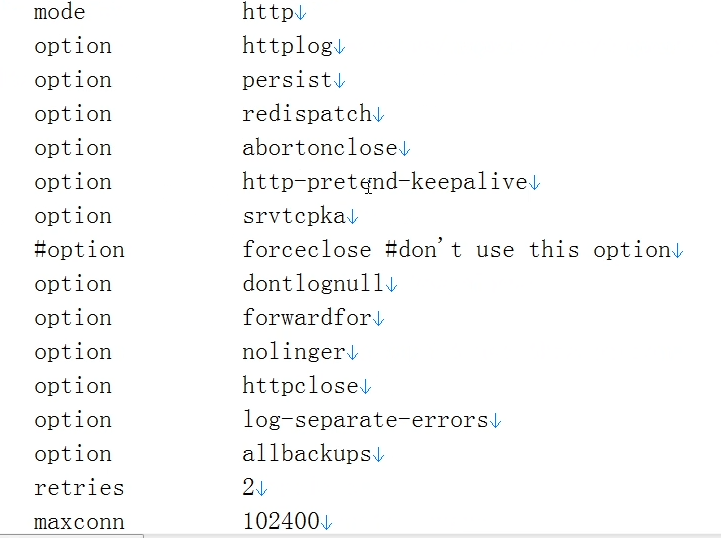 mode http↓
option httplog↓
option persist↓
option redispatch↓
option abortonclose↓
option http-pretend-keepalive↓
option srvtcpka↓
#option forceclose #don't use this option↓
option dontlognull↓
option forwardfor↓
option nolinger↓
option httpclose↓
option log-separate-errors↓
option allbackups↓
retries 2↓
maxconn 102400↓